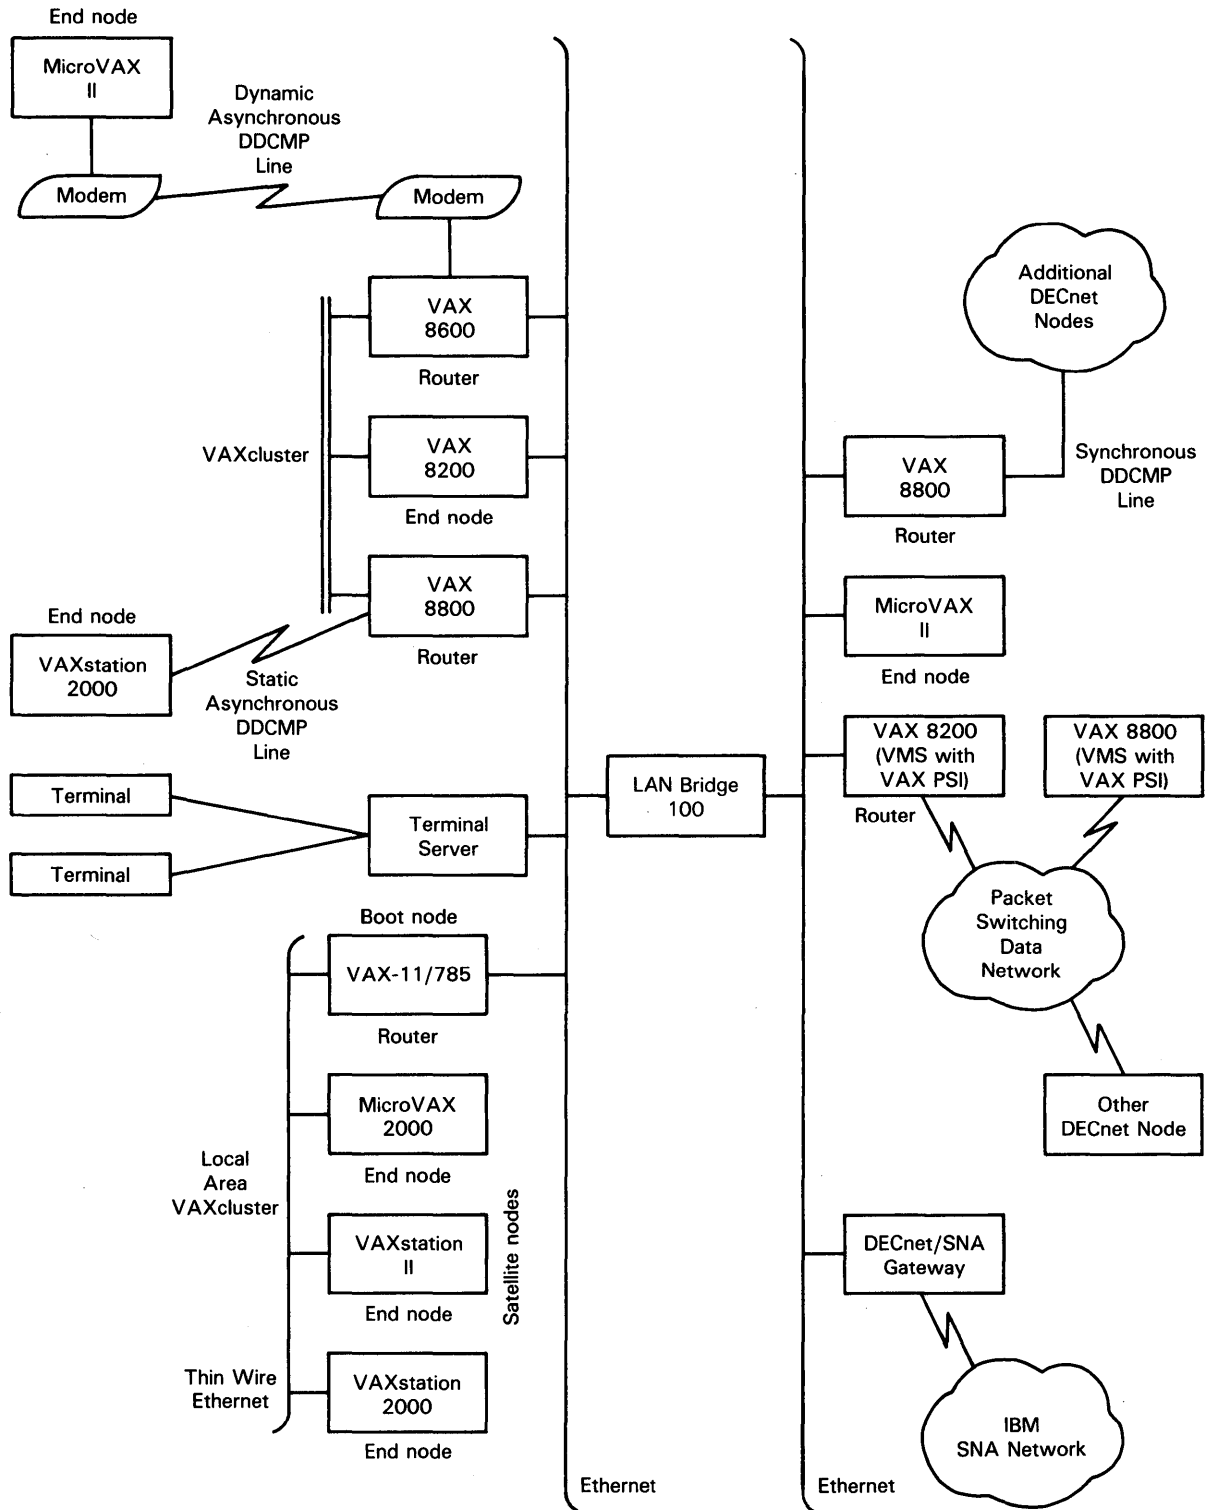 End node
MicroVAX
II
Dynamic
Asynchronous
DDCMP
Line
Modem
Modem
VAX
8600
Router
VAXcluster
VAX
8200
End node
VAX
8800
Router
End node
VAXstation
2000
Static
Asynchronous
DDCMP
Line
Terminal
Terminal
Terminal
Server
Boot node
VAX-11/785
Router
MicroVAX
2000
End node
Local
Area
VAXcluster
VAXstation
II
End node
Satellite nodes
Thin Wire
Ethernet
VAXstation
2000
End node
Ethernet
LAN Bridge
100
Additional
DECnet
Nodes
Synchronous
DDCMP
Line
VAX
8800
Router
MicroVAX
II
End node
VAX 8200
(VMS with
VAX PSI)
Router
VAX 8800
(VMS with
VAX PSI)
Packet
Switching
Data
Network
Other
DECnet Node
DECnet/SNA
Gateway
IBM
SNA Network
Ethernet